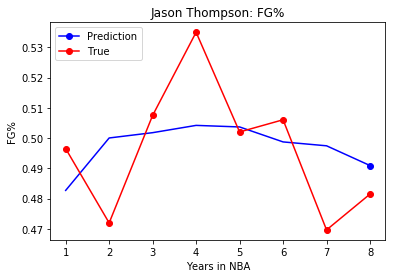 Jason Thompson: FG%
Prediction
True
FG%
0.53
0.52
0.51
0.50
0.49
0.48
0.47
1 2 3 4 5 6 7 8
Years in NBA